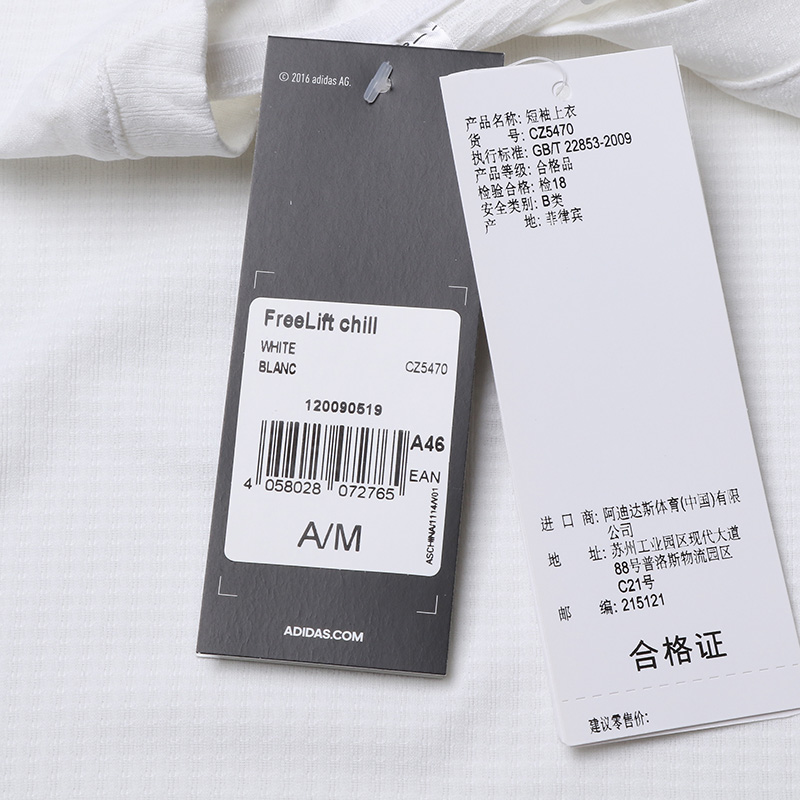 © 2016 adidas AG.
FreeLift chill
WHITE
BLANC CZ5470
120090519
A46
EAN
4 058028 072765
ASCHINA/1114/V01
A/M
ADIDAS.COM
产品名称: 短袖上衣
货 号: CZ5470
执行标准: GB/T 22853-2009
产品等级: 合格品
检验合格: 检18
安全类别: B类
产 地: 菲律宾
进 口 商: 阿迪达斯体育(中国)有限
公司
地 址: 苏州工业园区现代大道
88号普洛斯物流园区
C21号
邮 编: 215121
合格证
建议零售价: